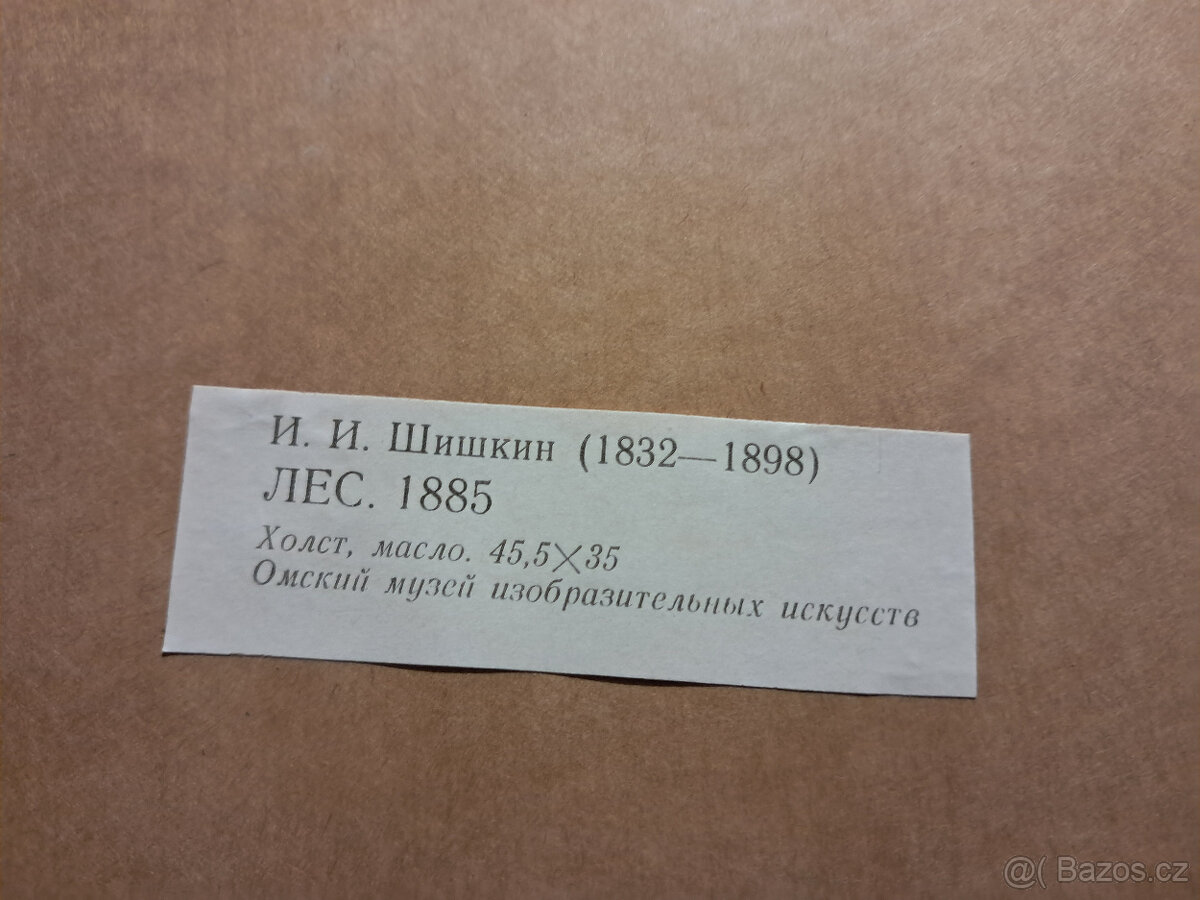 И. И. Шишкин (1832—1898)
ЛЕС. 1885
Холст, масло. 45,5×35
Омский музей изобразительных искусств
@( Bazos.cz